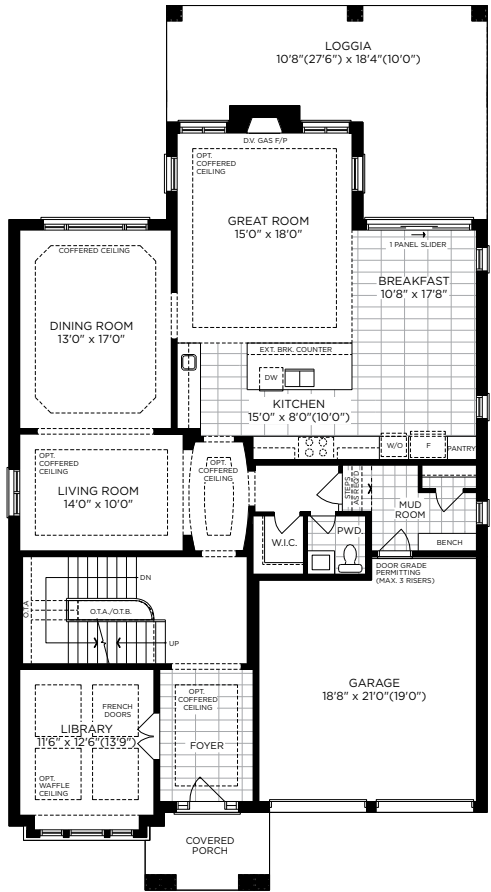 LOGGIA
10'8"(27'6") x 18'4"(10'0")
D.V. GAS F/P
OPT.
COFFERED
CEILING
GREAT ROOM
15'0" x 18'0"
1 PANEL SLIDER
COFFERED CEILING
BREAKFAST
10'8" x 17'8"
DINING ROOM
13'0" x 17'0"
EXT. BRK. COUNTER
DW
KITCHEN
15'0" x 8'0"(10'0")
W/O
F
PANTRY
OPT.
COFFERED
CEILING
OPT.
COFFERED
CEILING
LIVING ROOM
14'0" x 10'0"
STEPS
AS REQ'D
MUD
ROOM
W.I.C.
PWD.
BENCH
DOOR GRADE
PERMITTING
(MAX. 3 RISERS)
DN
O.T.A
O.T.A./O.T.B.
UP
GARAGE
18'8" x 21'0"(19'0")
OPT.
COFFERED
CEILING
FRENCH
DOORS
LIBRARY
11'6" x 12'6"(13'9")
FOYER
OPT.
WAFFLE
CEILING
COVERED
PORCH